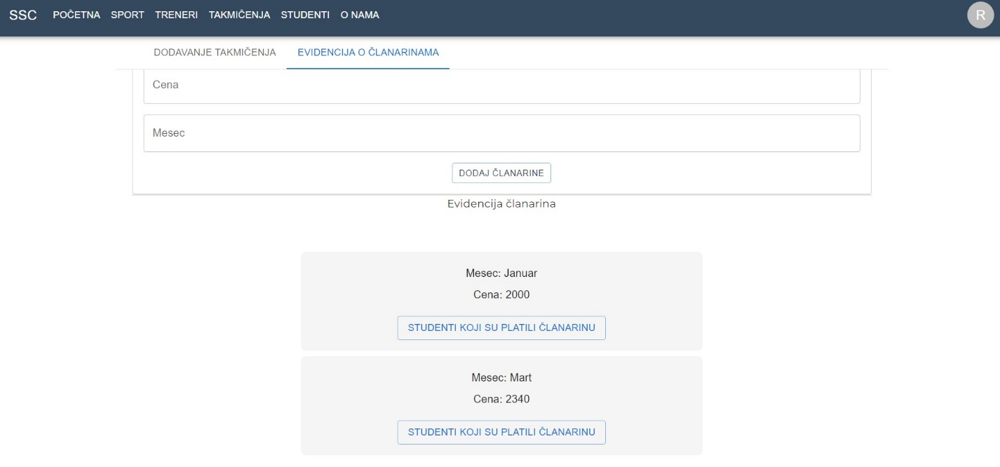 SSC POČETNA SPORT TRENERI TAKMIČENJA STUDENTI O NAMA R
DODAVANJE TAKMIČENJA EVIDENCIJA O ČLANARINAMA
Cena
Mesec
DODAJ ČLANARINE
Evidencija članarina
Mesec: Januar
Cena: 2000
STUDENTI KOJI SU PLATILI ČLANARINU
Mesec: Mart
Cena: 2340
STUDENTI KOJI SU PLATILI ČLANARINU